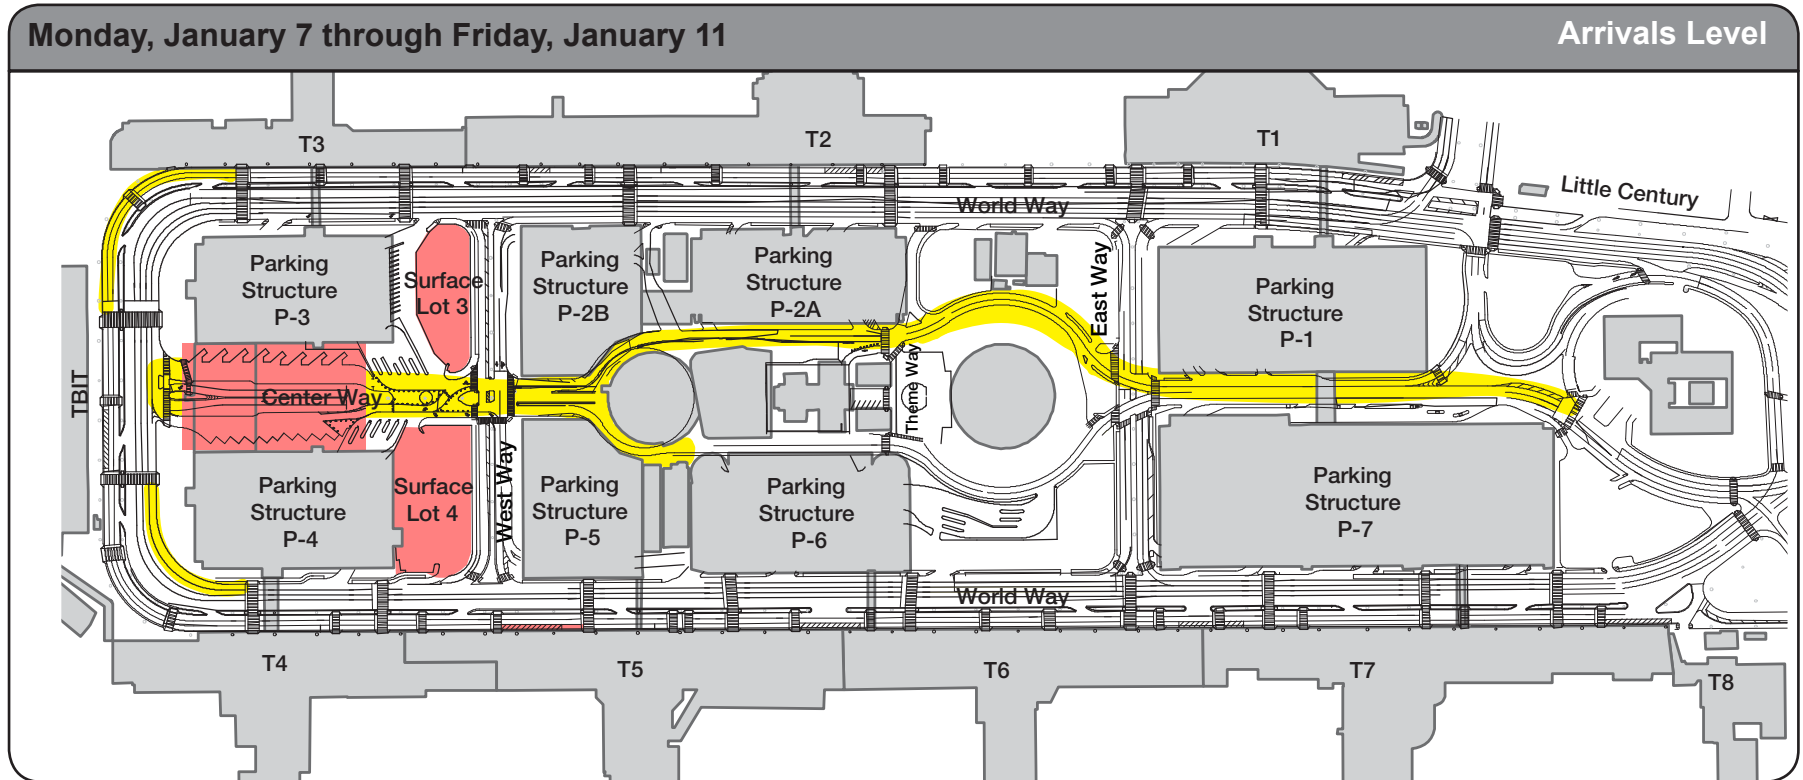 Monday, January 7 through Friday, January 11
Arrivals Level
T3
T2
T1
Little Century
World Way
East Way
Parking
Structure
P-3
Surface
Lot 3
Parking
Structure
P-2B
Parking
Structure
P-2A
Parking
Structure
P-1
TBIT
Center Way
Theme Way
West Way
Parking
Structure
P-4
Surface
Lot 4
Parking
Structure
P-5
Parking
Structure
P-6
Parking
Structure
P-7
World Way
T4
T5
T6
T7
T8